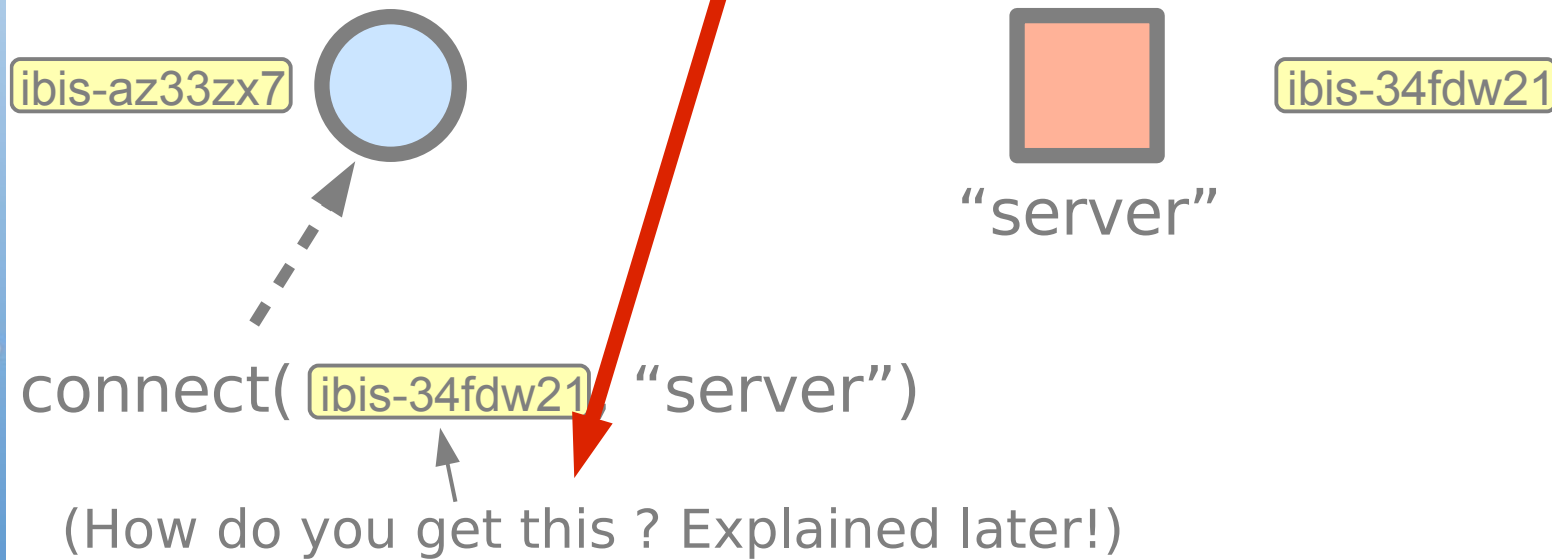 ibis-az33zx7
ibis-34fdw21
“server”
connect( ibis-34fdw21, “server”)
(How do you get this ? Explained later!)